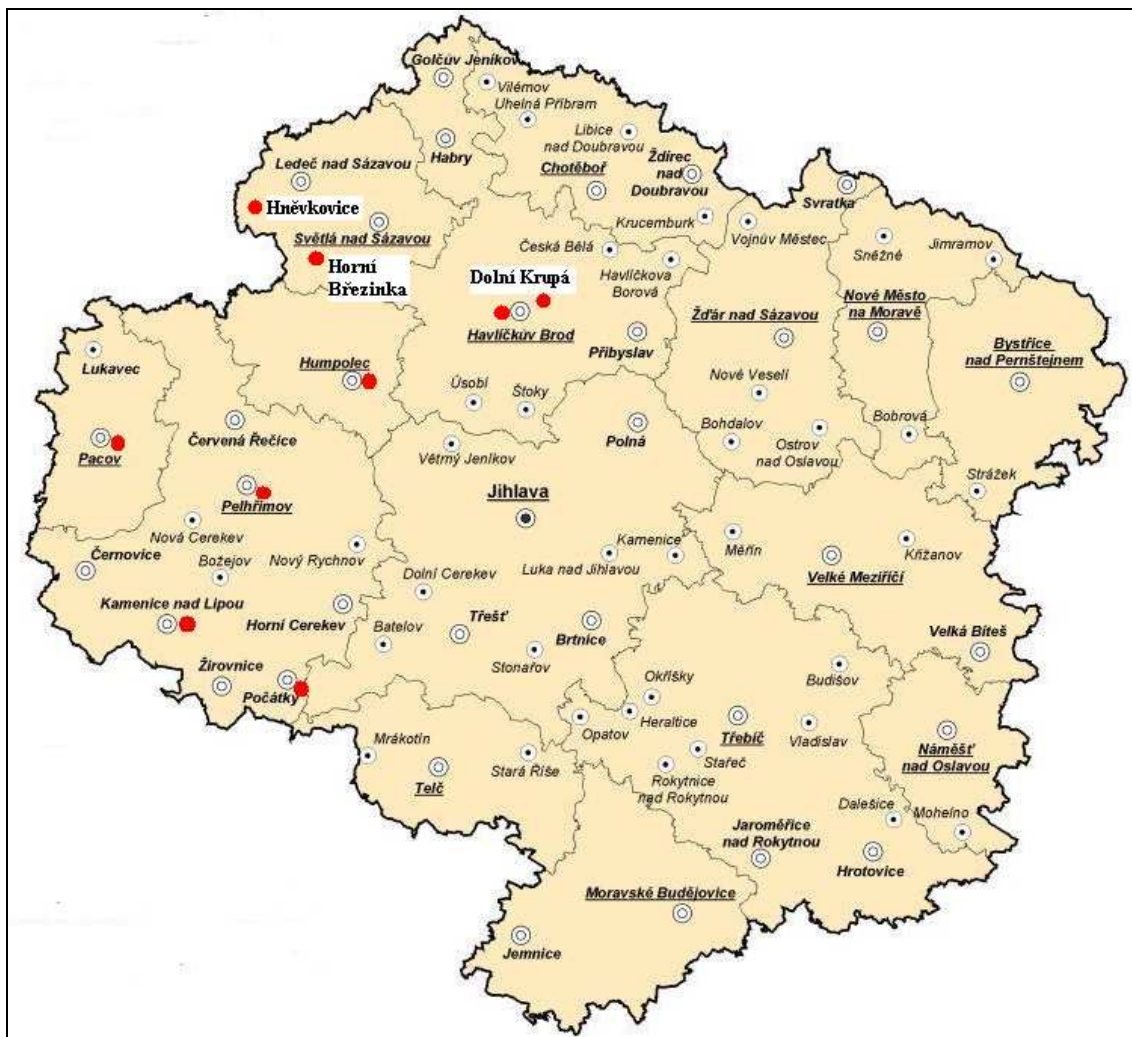 Golčův Jeníkov
Vilémov
Uhelná Příbram
Libice
nad Doubravou
Habry
Ledeč nad Sázavou
Chotěboř
Ždírec
nad
Doubravou
Svratka
Hněvkovice
Krucemburk
Vojnův Městec
Světlá nad Sázavou
Česká Bělá
Sněžné
Jimramov
Horní
Březinka
Dolní Krupá
Havlíčkova
Borová
Nové Město
na Moravě
Žďár nad Sázavou
Havlíčkův Brod
Přibyslav
Bystřice
nad Pernštejnem
Lukavec
Humpolec
Úsobí
Štoky
Nové Veselí
Bobrová
Červená Řečice
Polná
Bohdalov
Ostrov
nad Oslavou
Pacov
Větrný Jeníkov
Strážek
Pelhřimov
Jihlava
Nová Cerekev
Černovice
Božejov
Nový Rychnov
Kamenice
Luka nad Jihlavou
Měřín
Křižanov
Velké Meziříčí
Dolní Cerekev
Kamenice nad Lipou
Horní Cerekev
Třešť
Batelov
Brtnice
Velká Bíteš
Stonařov
Žirovnice
Počátky
Okříšky
Budišov
Heraltice
Opatov
Třebíč
Vladislav
Mrákotín
Stará Říše
Stařeč
Náměšť
nad Oslavou
Telč
Rokytnice
nad Rokytnou
Dalešice
Mohelno
Jaroměřice
nad Rokytnou
Hrotovice
Moravské Budějovice
Jemnice